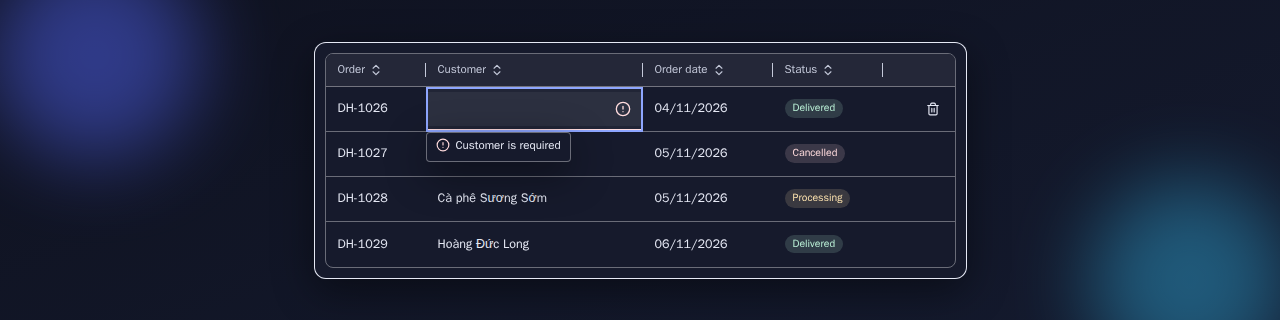 Order Customer Order date Status
DH-1026 04/11/2026 Delivered
Customer is required
DH-1027 05/11/2026 Cancelled
DH-1028 Cà phê Sương Sớm 05/11/2026 Processing
DH-1029 Hoàng Đức Long 06/11/2026 Delivered